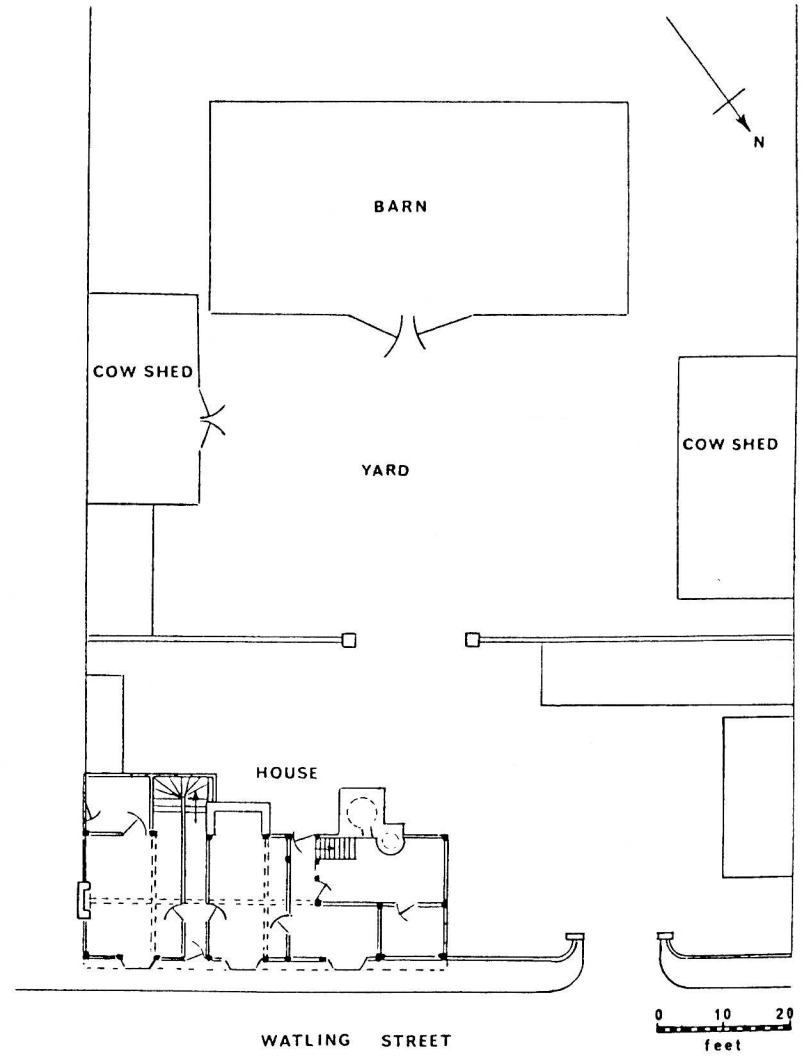 N
BARN
COW SHED
COW SHED
YARD
HOUSE
0 10 20
feet
WATLING STREET